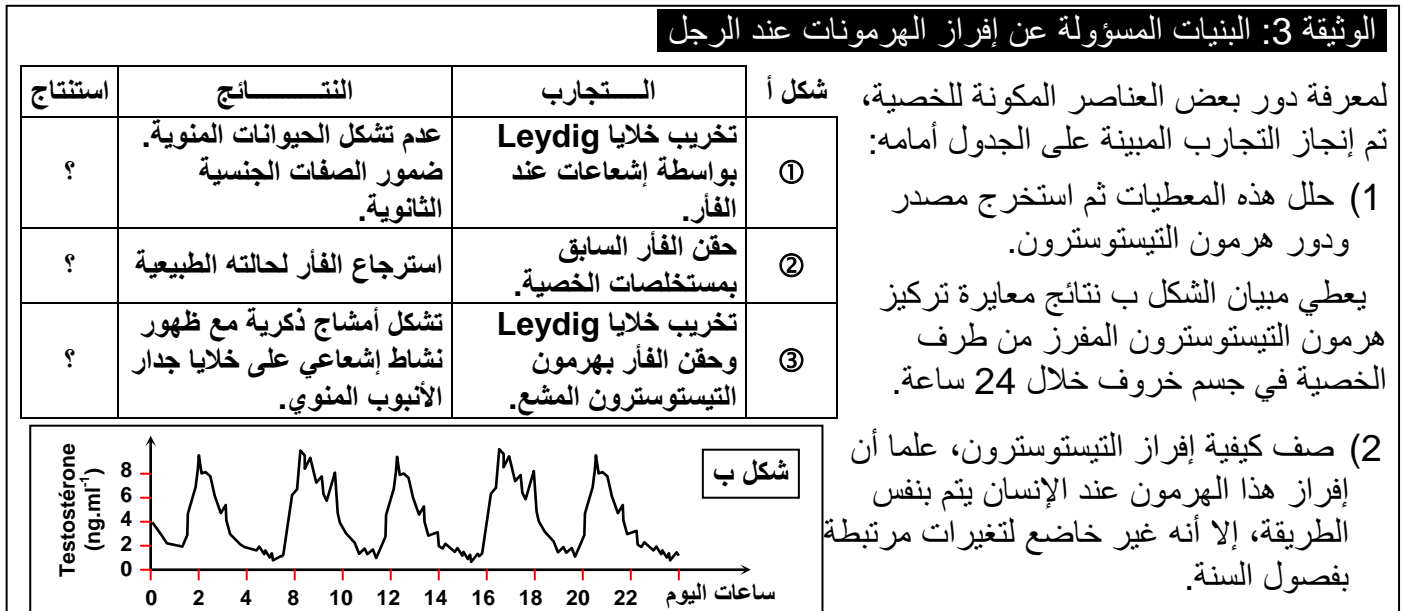 الوثيقة 3: البنيات المسؤولة عن إفراز الهرمونات عند الرجل
لمعرفة دور بعض العناصر المكونة للخصية،
تم إنجاز التجارب المبينة على الجدول أمامه:
1) حلل هذه المعطيات ثم استخرج مصدر
ودور هرمون التيستوسترون.
يعطي مبيان الشكل ب نتائج معايرة تركيز
هرمون التيستوسترون المفرز من طرف
الخصية في جسم خروف خلال 24 ساعة.
2) صف كيفية إفراز التيستوسترون، علما أن
إفراز هذا الهرمون عند الإنسان يتم بنفس
الطريقة، إلا أنه غير خاضع لتغيرات مرتبطة
بفصول السنة.
شكل أ التجارب النتائج استنتاج
① تخريب خلايا Leydig
بواسطة إشعاعات عند
الفأر.
عدم تشكل الحيوانات المنوية.
ضمور الصفات الجنسية
الثانوية.
؟
② حقن الفأر السابق
بمستخلصات الخصية.
استرجاع الفأر لحالته الطبيعية
؟
③ تخريب خلايا Leydig
وحقن الفأر بهرمون
التيستوسترون المشع.
تشكل أمشاج ذكرية مع ظهور
نشاط إشعاعي على خلايا جدار
الأنبوب المنوي.
؟
شكل ب
Testostérone
(ng.ml-1)
8
6
4
2
0
0 2 4 8 10 12 14 16 18 20 22 ساعات اليوم